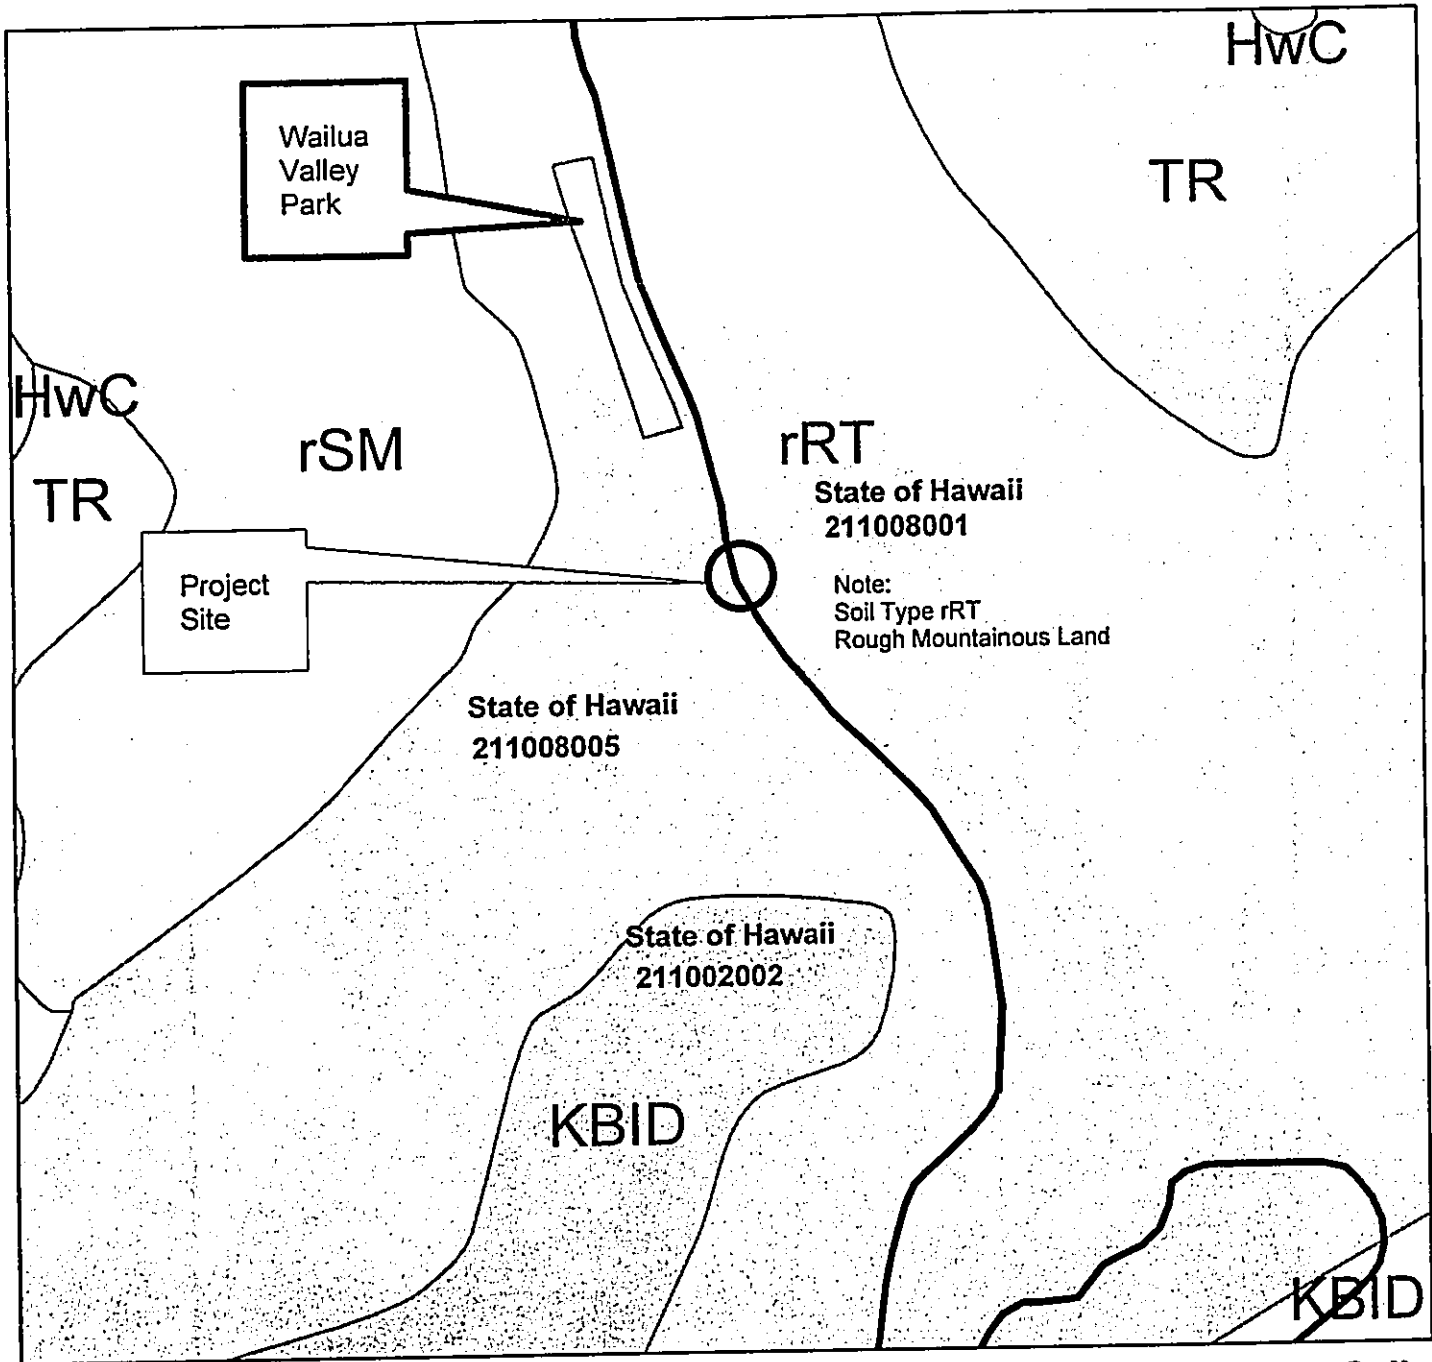 HwC
Wailua
Valley
Park
TR
HwC
rSM
rRT
TR
State of Hawaii
211008001
Project
Site
Note:
Soil Type rRT
Rough Mountainous Land
State of Hawaii
211008005
State of Hawaii
211002002
KBID
KBID